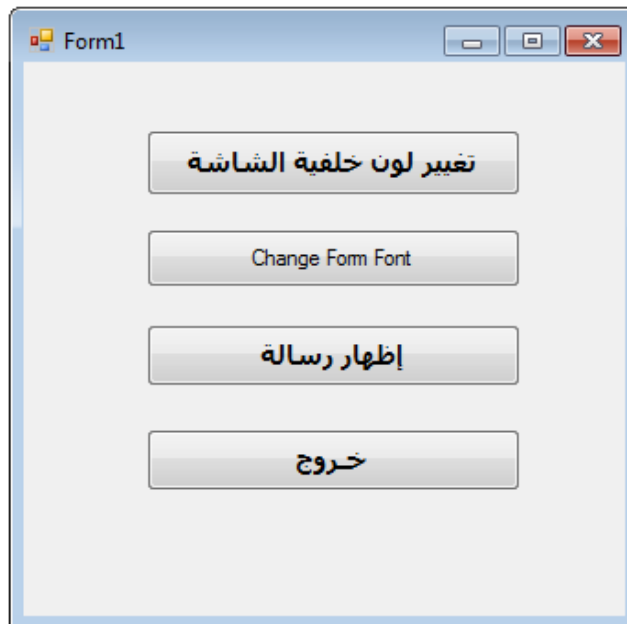 Form1
تغيير لون خلفية الشاشة
Change Form Font
إظهار رسالة
خـروج